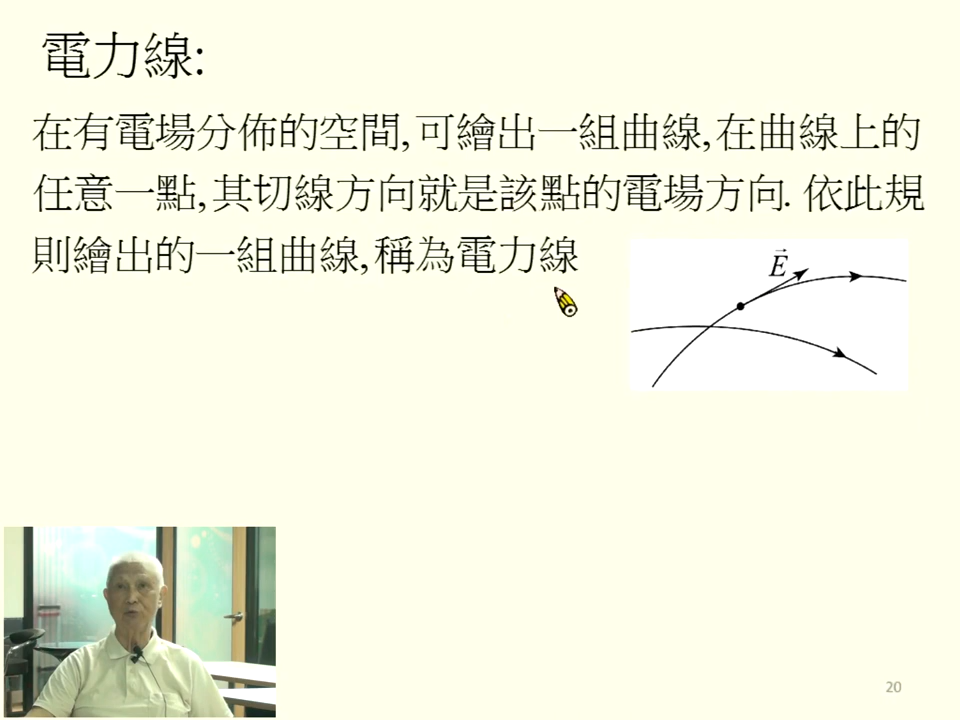 電力線:
在有電場分佈的空間,可繪出一組曲線,在曲線上的
任意一點,其切線方向就是該點的電場方向. 依此規
則繪出的一組曲線,稱為電力線
E
20